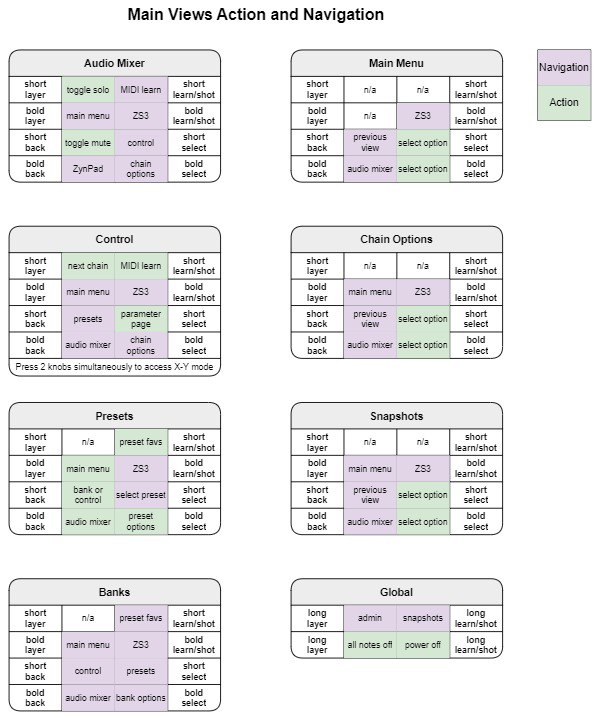 Main Views Action and Navigation
Audio Mixer
short layer toggle solo MIDI learn short learn/shot
bold layer main menu ZS3 bold learn/shot
short back toggle mute control short select
bold back ZynPad chain options bold select
Main Menu
short layer n/a n/a short learn/shot
bold layer n/a ZS3 bold learn/shot
short back previous view select option short select
bold back audio mixer select option bold select
Navigation
Action
Control
short layer next chain MIDI learn short learn/shot
bold layer main menu ZS3 bold learn/shot
short back presets parameter page short select
bold back audio mixer chain options bold select
Press 2 knobs simultaneously to access X-Y mode
Chain Options
short layer n/a n/a short learn/shot
bold layer main menu ZS3 bold learn/shot
short back previous view select option short select
bold back audio mixer select option bold select
Presets
short layer n/a preset favs short learn/shot
bold layer main menu ZS3 bold learn/shot
short back bank or control select preset short select
bold back audio mixer preset options bold select
Snapshots
short layer n/a n/a short learn/shot
bold layer main menu ZS3 bold learn/shot
short back previous view select option short select
bold back audio mixer select option bold select
Banks
short layer n/a preset favs short learn/shot
bold layer main menu ZS3 bold learn/shot
short back control presets short select
bold back audio mixer bank options bold select
Global
long layer admin snapshots long learn/shot
long layer all notes off power off long learn/shot